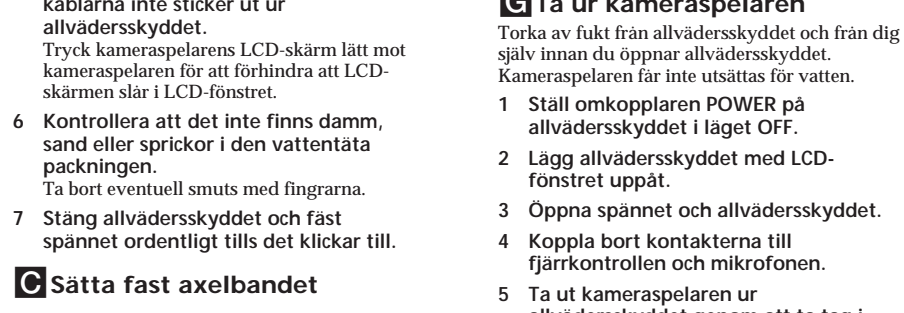 kablarna inte sticker ut ur
allvädersskyddet.
Tryck kameraspelarens LCD-skärm lätt mot
kameraspelaren för att förhindra att LCD-
skärmen slår i LCD-fönstret.
6 Kontrollera att det inte finns damm,
sand eller sprickor i den vattentäta
packningen.
Ta bort eventuell smuts med fingrarna.
7 Stäng allvädersskyddet och fäst
spännet ordentligt tills det klickar till.
C Sätta fast axelbandet
G Ta ur kameraspelaren
Torka av fukt från allvädersskyddet och från dig
själv innan du öppnar allvädersskyddet.
Kameraspelaren får inte utsättas för vatten.
1 Ställ omkopplaren POWER på
allvädersskyddet i läget OFF.
2 Lägg allvädersskyddet med LCD-
fönstret uppåt.
3 Öppna spännet och allvädersskyddet.
4 Koppla bort kontakterna till
fjärrkontrollen och mikrofonen.
5 Ta ut kameraspelaren ur
allvädersskyddet genom att ta tag i